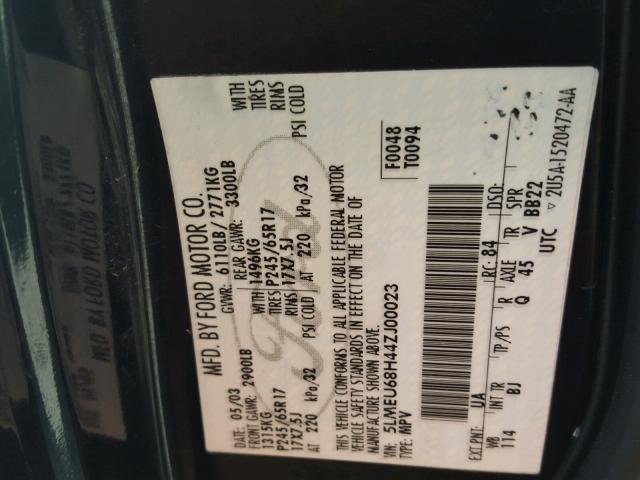 MFD. BY FORD MOTOR CO.
DATE: 05/03 GVWR: 6110LB/ 2771KG
FRONT GAWR: 2900LB REAR GAWR: 3300LB
1315KG 1496KG WITH
P245/65R17 TIRES P245/65R17 TIRES
17X7.5J RIMS 17X7.5J RIMS
AT 220 kPa/32 PSI COLD AT 220 kPa/32 PSI COLD
THIS VEHICLE CONFORMS TO ALL APPLICABLE FEDERAL MOTOR
VEHICLE SAFETY STANDARDS IN EFFECT ON THE DATE OF
MANUFACTURE SHOWN ABOVE.
VIN: 5LMEU68H44ZJ00023
TYPE: MPV
F0048
T0094
EXT PNT: UA RC: 84 DSO:
WB INT TR TP/PS R AXLE TR SPR
114 BJ Q 45 V BB22
UTC ▽ 2U5A-1520472-AA